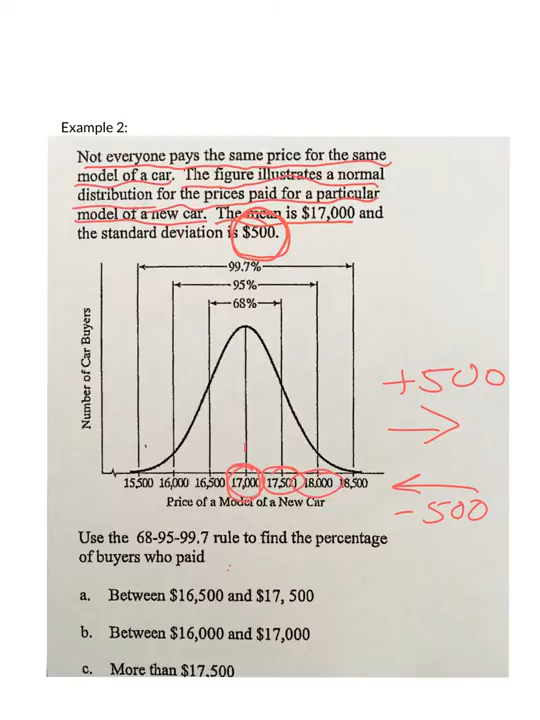 Example 2:
Not everyone pays the same price for the same
model of a car. The figure illustrates a normal
distribution for the prices paid for a particular
model of a new car. The mean is $17,000 and
the standard deviation is $500.
99.7%
95%
68%
Number of Car Buyers
+500
15,500 16,000 16,500 17,000 17,500 18,000 18,500
Price of a Model of a New Car
- 500
Use the 68-95-99.7 rule to find the percentage
of buyers who paid
a. Between $16,500 and $17, 500
b. Between $16,000 and $17,000
c. More than $17,500